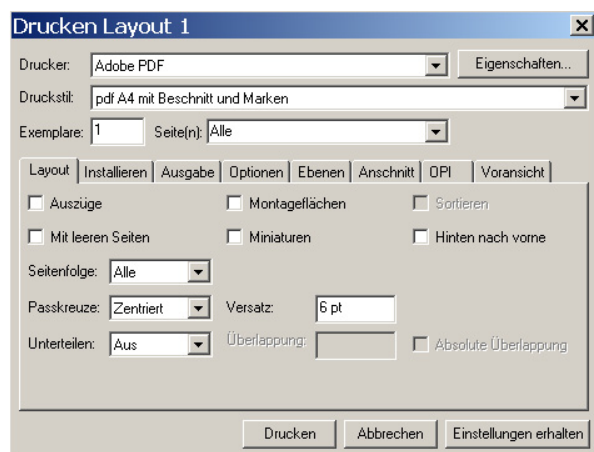 Drucken Layout 1
Drucker: Adobe PDF Eigenschaften...
Druckstil: pdf A4 mit Beschnitt und Marken
Exemplare: 1 Seite(n): Alle
Layout Installieren Ausgabe Optionen Ebenen Anschnitt OPI Voransicht
Auszüge Montageflächen Sortieren
Mit leeren Seiten Miniaturen Hinten nach vorne
Seitenfolge: Alle
Passkreuze: Zentriert Versatz: 6 pt
Unterteilen: Aus Überlappung: Absolute Überlappung
Drucken Abbrechen Einstellungen erhalten